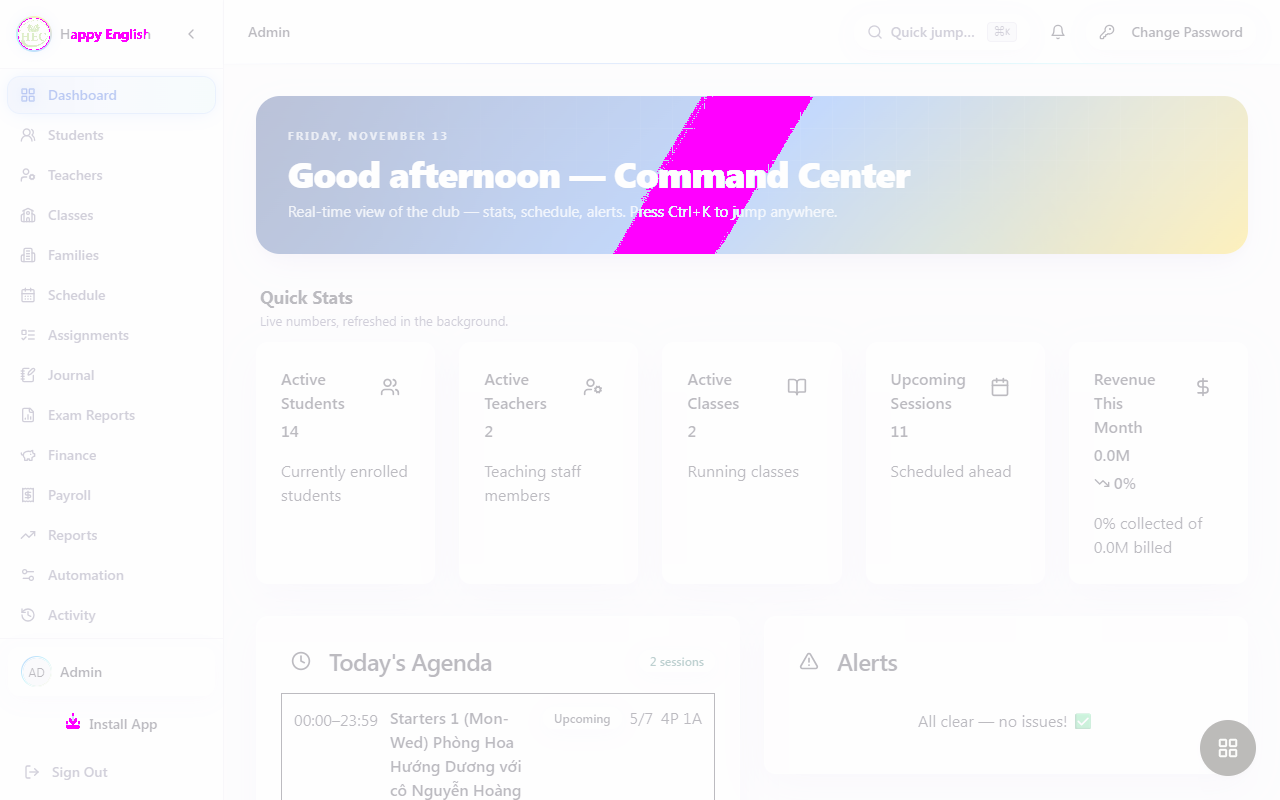 HEC
Happy English
Admin
Quick jump...
⌘K
Change Password
Dashboard
Students
Teachers
Classes
Families
Schedule
Assignments
Journal
Exam Reports
Finance
Payroll
Reports
Automation
Activity
AD
Admin
Install App
Sign Out
FRIDAY, NOVEMBER 13
Good afternoon — Command Center
Real-time view of the club — stats, schedule, alerts. Press Ctrl+K to jump anywhere.
Quick Stats
Live numbers, refreshed in the background.
Active
Students
14
Currently enrolled
students
Active
Teachers
2
Teaching staff
members
Active
Classes
2
Running classes
Upcoming
Sessions
11
Scheduled ahead
Revenue
This
Month
0.0M
0%
0% collected of
0.0M billed
Today's Agenda
2 sessions
00:00–23:59
Starters 1 (Mon-
Wed) Phòng Hoa
Hướng Dương với
cô Nguyễn Hoàng
Upcoming
5/7 4P 1A
Alerts
All clear — no issues! ✅